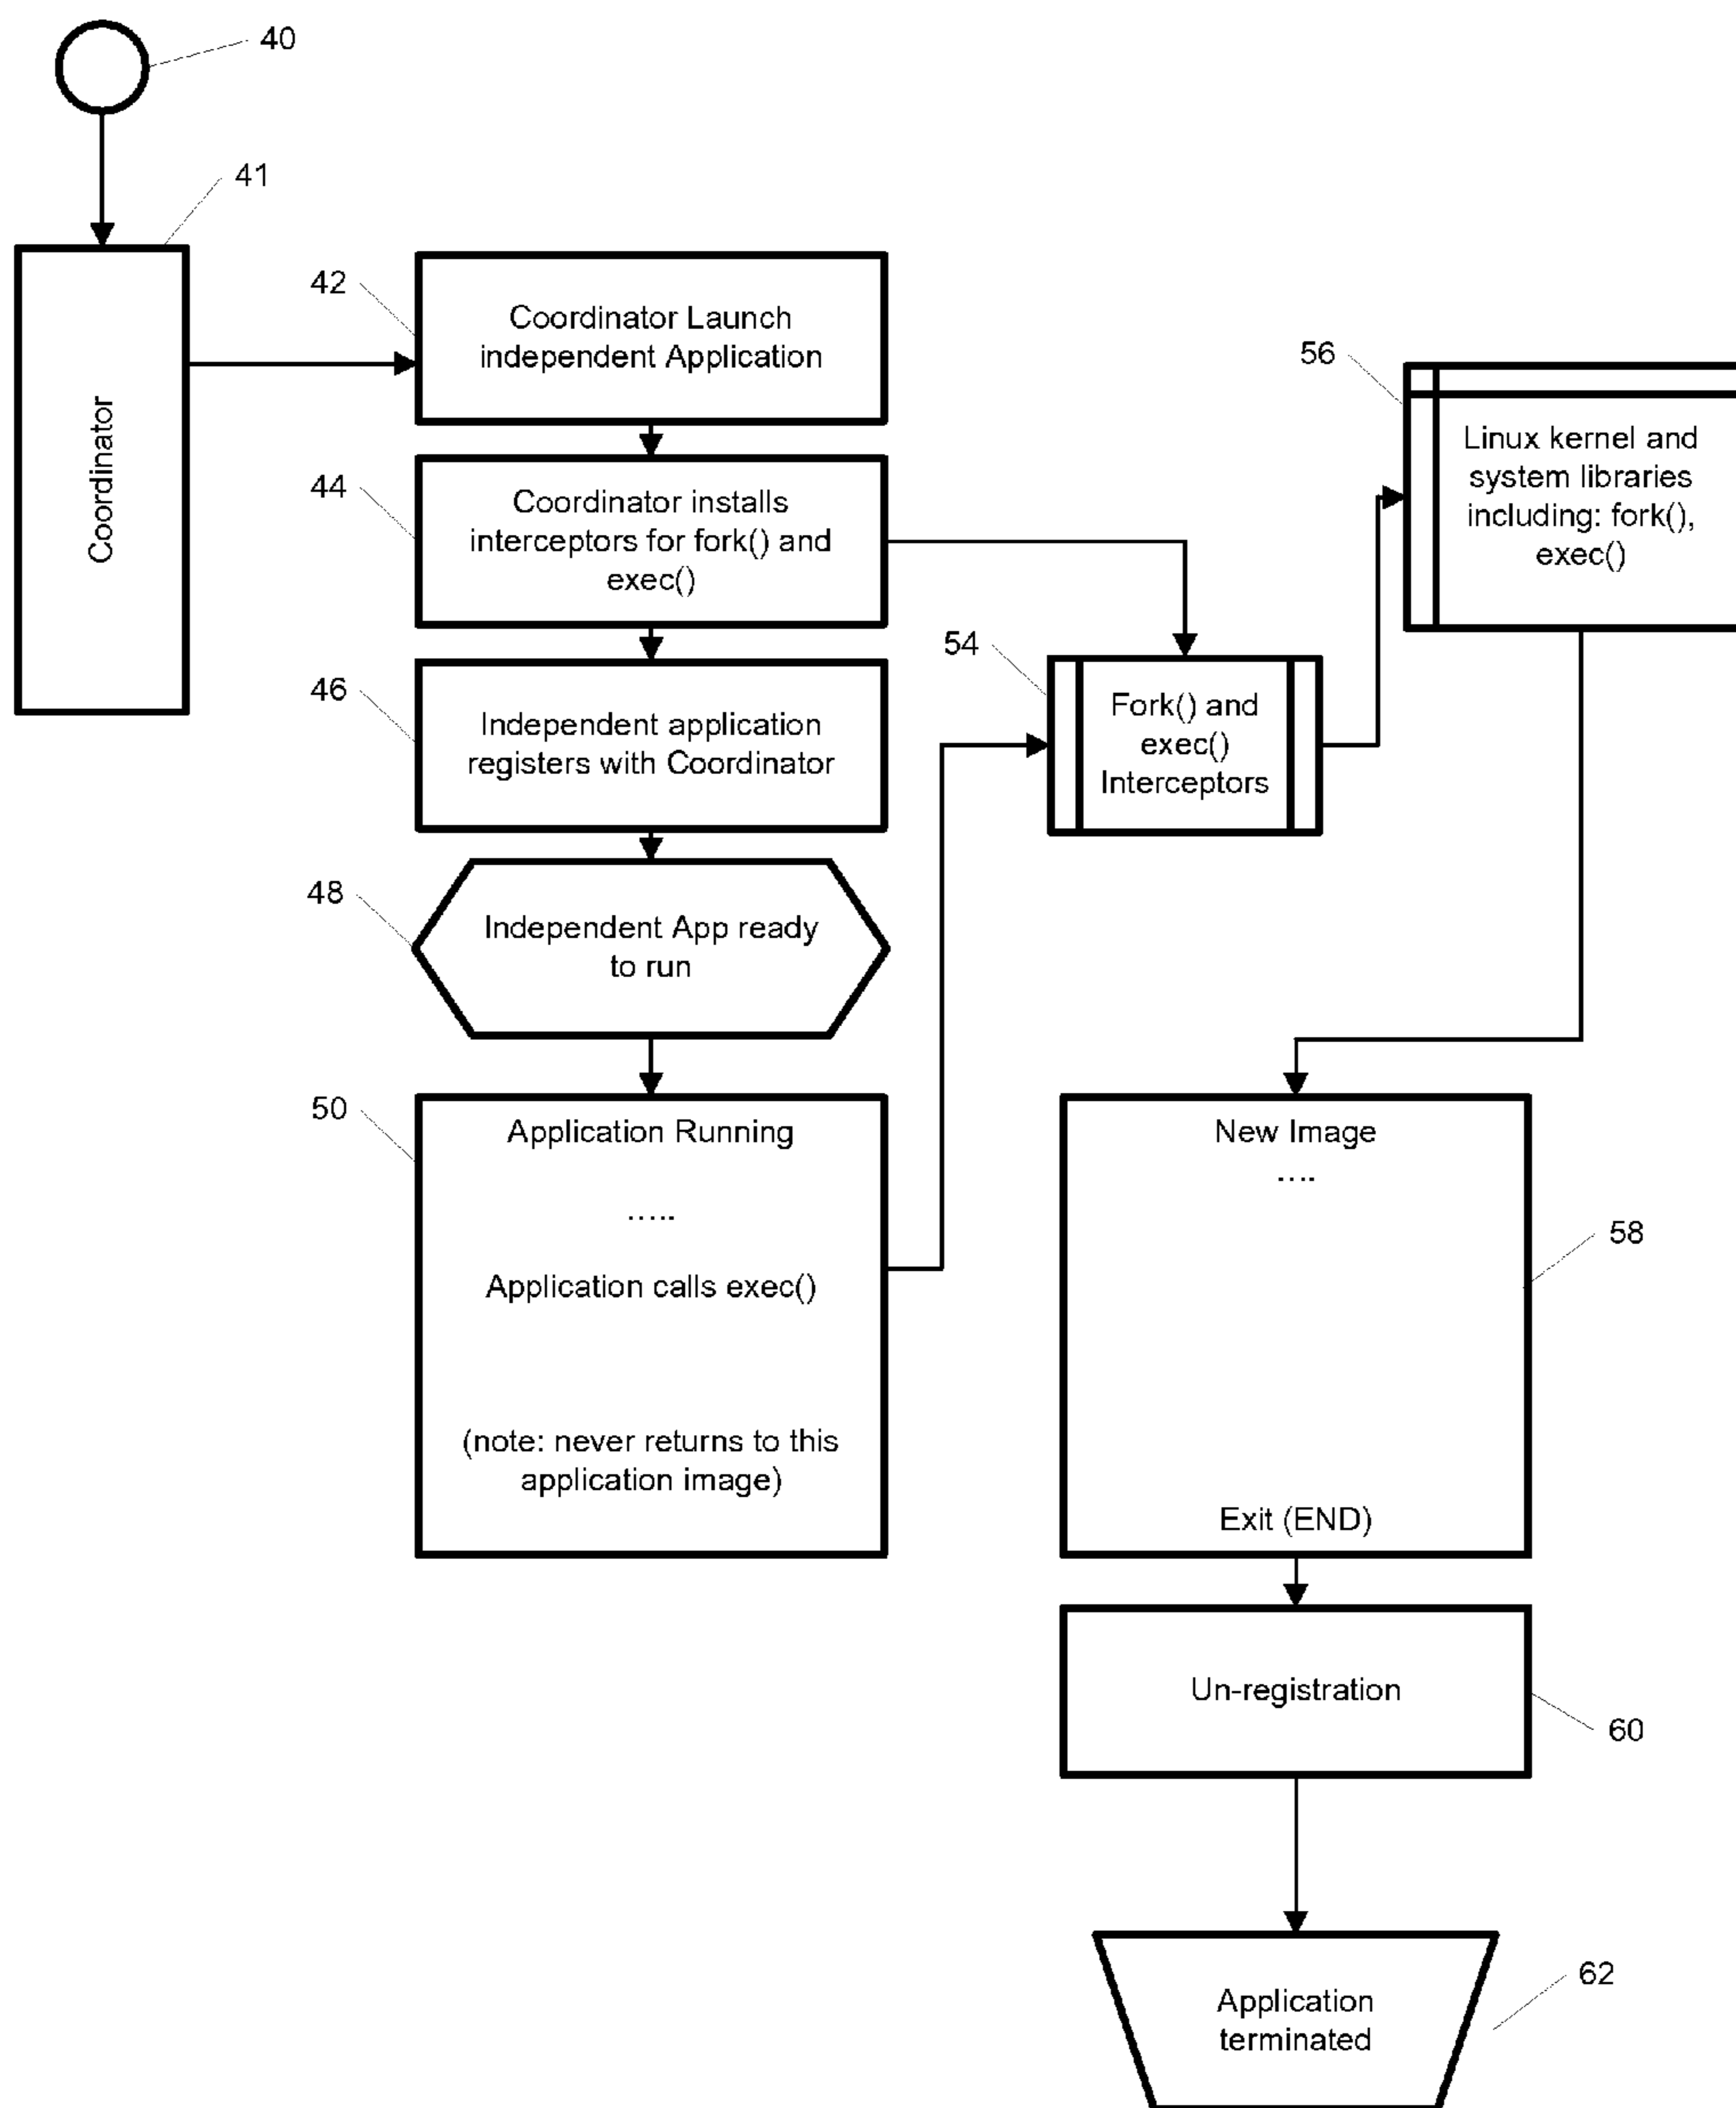 40
41
Coordinator
42
Coordinator Launch
independent Application
44
Coordinator installs
interceptors for fork() and
exec()
46
Independent application
registers with Coordinator
48
Independent App ready
to run
50
Application Running
.....
Application calls exec()
(note: never returns to this
application image)
54
Fork() and
exec()
Interceptors
56
Linux kernel and
system libraries
including: fork(),
exec()
New Image
....
Exit (END)
58
Un-registration
60
Application
terminated
62